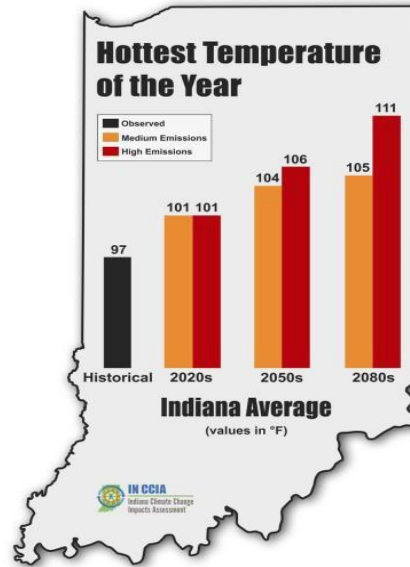 Hottest Temperature
of the Year
Observed
Medium Emissions
High Emissions
97
101 101
104 106
105 111
Historical 2020s 2050s 2080s
Indiana Average
(values in °F)
IN CCIA
Indiana Climate Change
Impacts Assessment